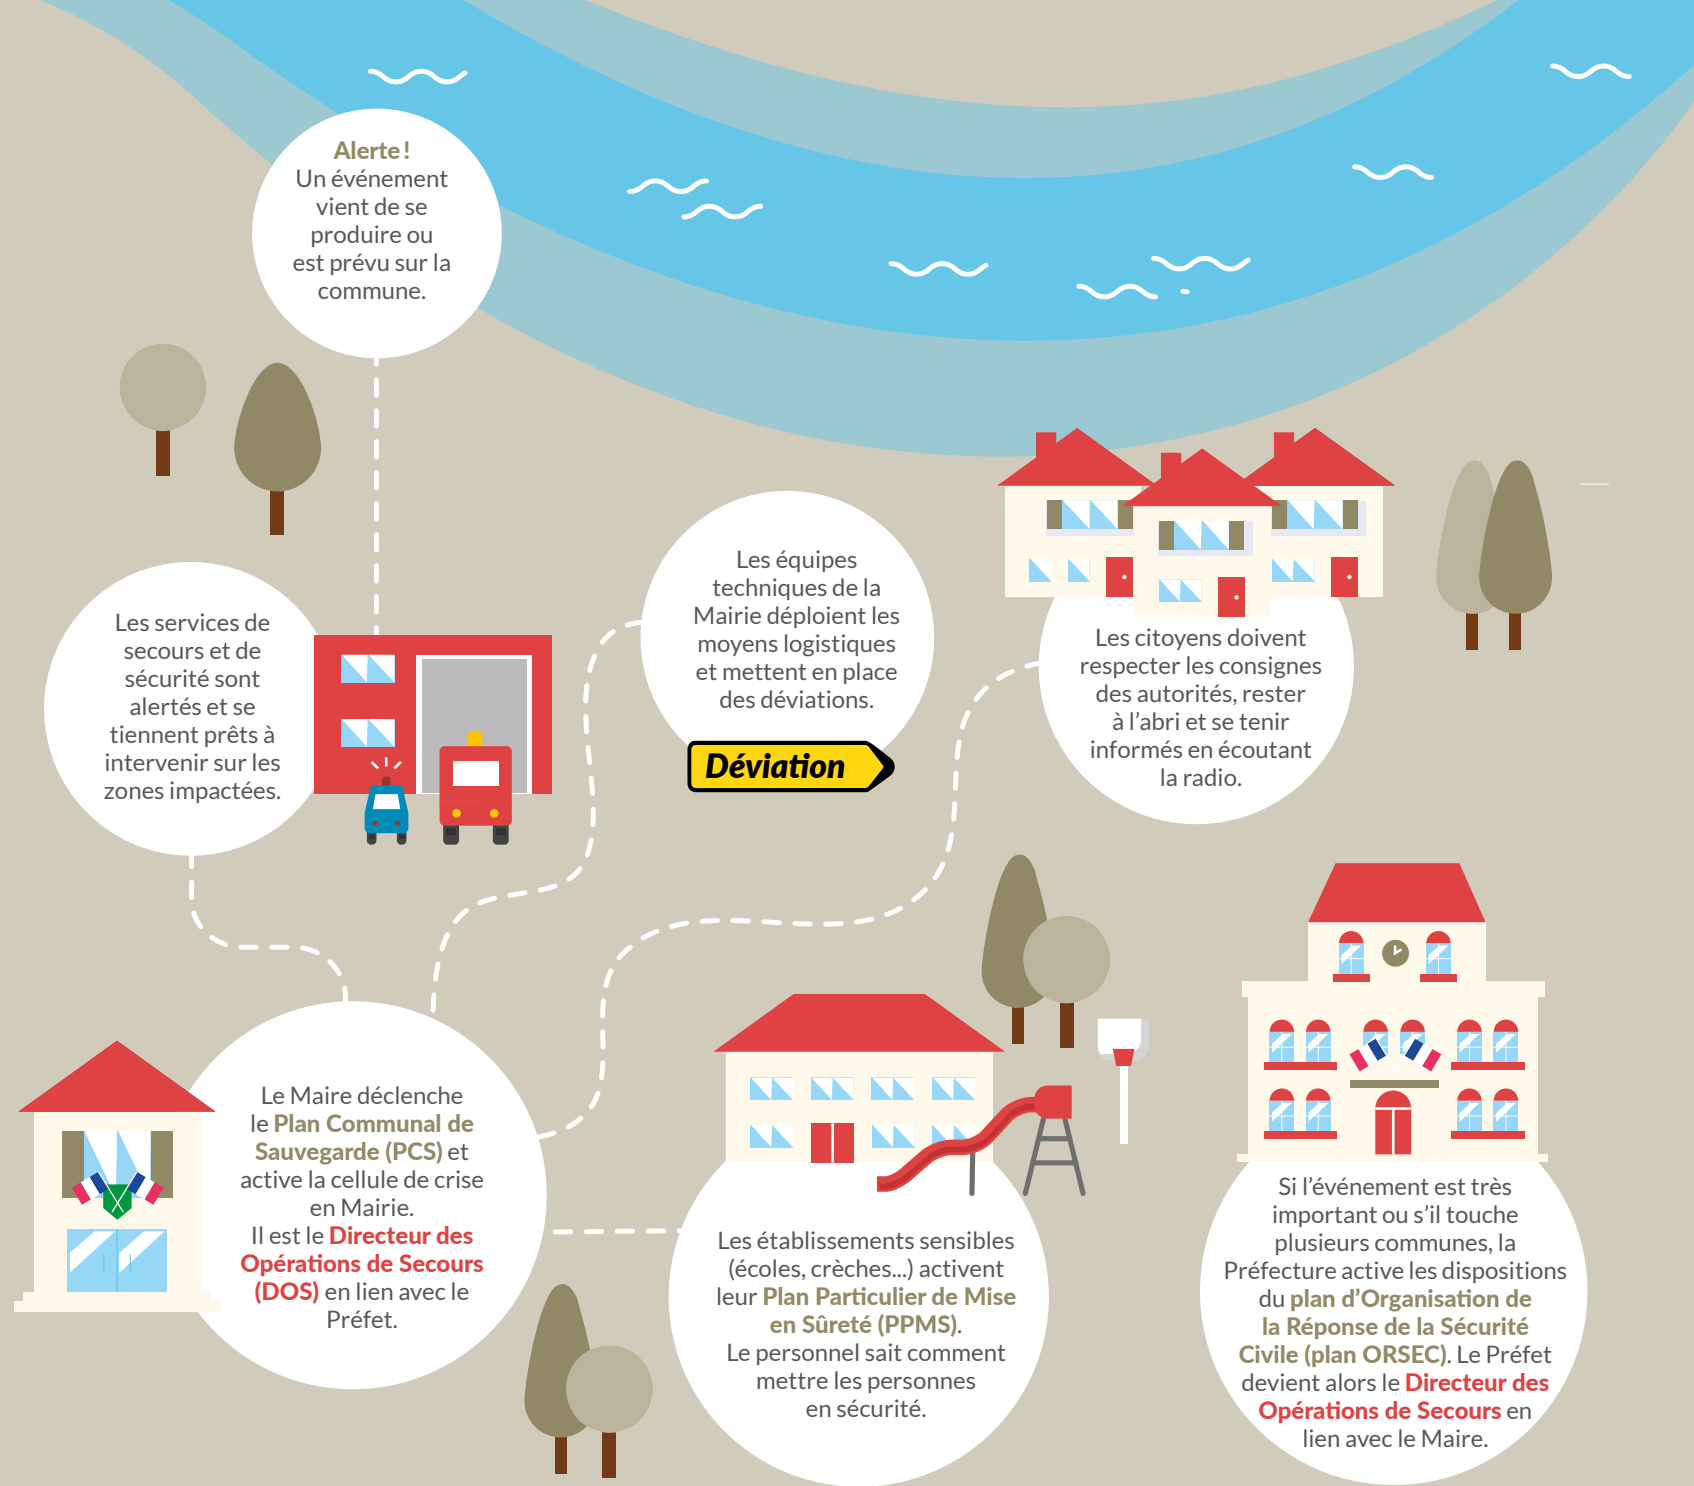 Alerte !
Un événement
vient de se
produire ou
est prévu sur la
commune.
Les services de
secours et de
sécurité sont
alertés et se
tiennent prêts à
intervenir sur les
zones impactées.
Les équipes
techniques de la
Mairie déploient les
moyens logistiques
et mettent en place
des déviations.
Déviation
Les citoyens doivent
respecter les consignes
des autorités, rester
à l’abri et se tenir
informés en écoutant
la radio.
Le Maire déclenche
le Plan Communal de
Sauvegarde (PCS) et
active la cellule de crise
en Mairie.
Il est le Directeur des
Opérations de Secours
(DOS) en lien avec le
Préfet.
Les établissements sensibles
(écoles, crèches...) activent
leur Plan Particulier de Mise
en Sûreté (PPMS).
Le personnel sait comment
mettre les personnes
en sécurité.
Si l’événement est très
important ou s’il touche
plusieurs communes, la
Préfecture active les dispositions
du plan d’Organisation de
la Réponse de la Sécurité
Civile (plan ORSEC). Le Préfet
devient alors le Directeur des
Opérations de Secours en
lien avec le Maire.